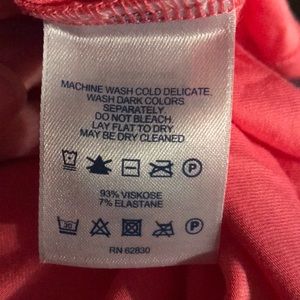 MACHINE WASH COLD DELICATE.
WASH DARK COLORS
SEPARATELY
DO NOT BLEACH.
LAY FLAT TO DRY
MAY BE DRY CLEANED
P
93% VISKOSE
7% ELASTANE
P
RN 62830